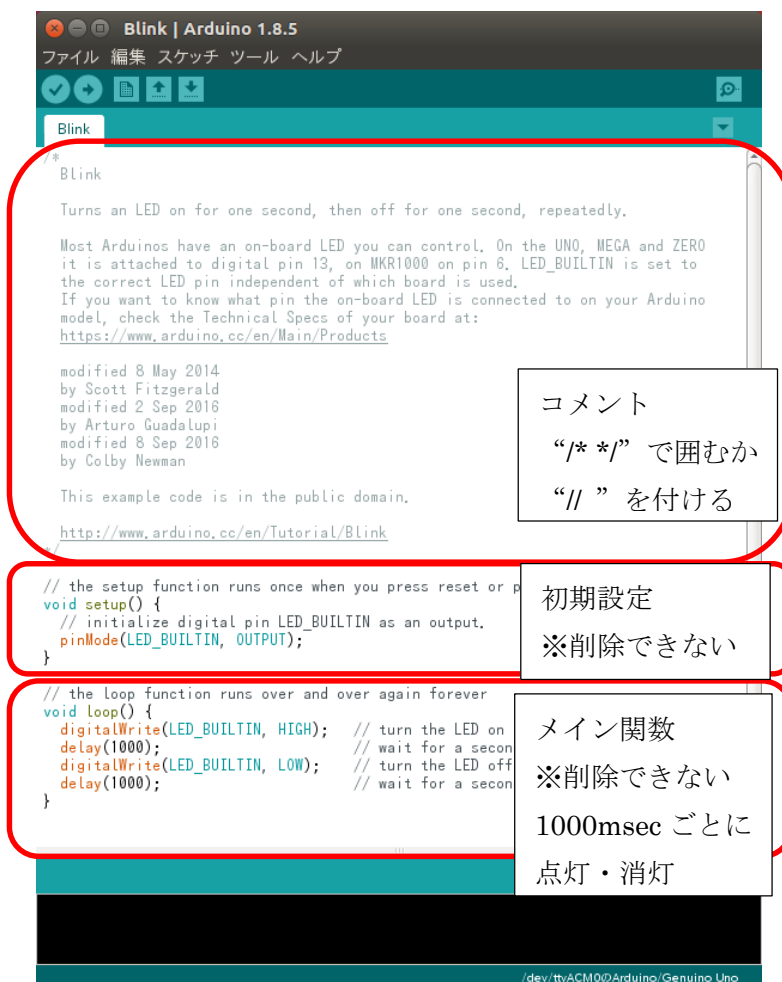 Blink | Arduino 1.8.5
ファイル 編集 スケッチ ツール ヘルプ
Blink
/*
Blink
Turns an LED on for one second, then off for one second, repeatedly.
Most Arduinos have an on-board LED you can control. On the UNO, MEGA and ZERO
it is attached to digital pin 13, on MKR1000 on pin 6. LED_BUILTIN is set to
the correct LED pin independent of which board is used.
If you want to know what pin the on-board LED is connected to on your Arduino
model, check the Technical Specs of your board at:
https://www.arduino.cc/en/Main/Products
modified 8 May 2014
by Scott Fitzgerald
modified 2 Sep 2016
by Arturo Guadalupi
modified 8 Sep 2016
by Colby Newman
This example code is in the public domain.
http://www.arduino.cc/en/Tutorial/Blink
*/
コメント
“/* */” で囲むか
“// ” を付ける
// the setup function runs once when you press reset or p
void setup() {
// initialize digital pin LED_BUILTIN as an output.
pinMode(LED_BUILTIN, OUTPUT);
}
初期設定
※削除できない
// the loop function runs over and over again forever
void loop() {
digitalWrite(LED_BUILTIN, HIGH); // turn the LED on
delay(1000); // wait for a secon
digitalWrite(LED_BUILTIN, LOW); // turn the LED off
delay(1000); // wait for a secon
}
メイン関数
※削除できない
1000msec ごとに
点灯・消灯
/dev/ttyACM0のArduino/Genuino Uno